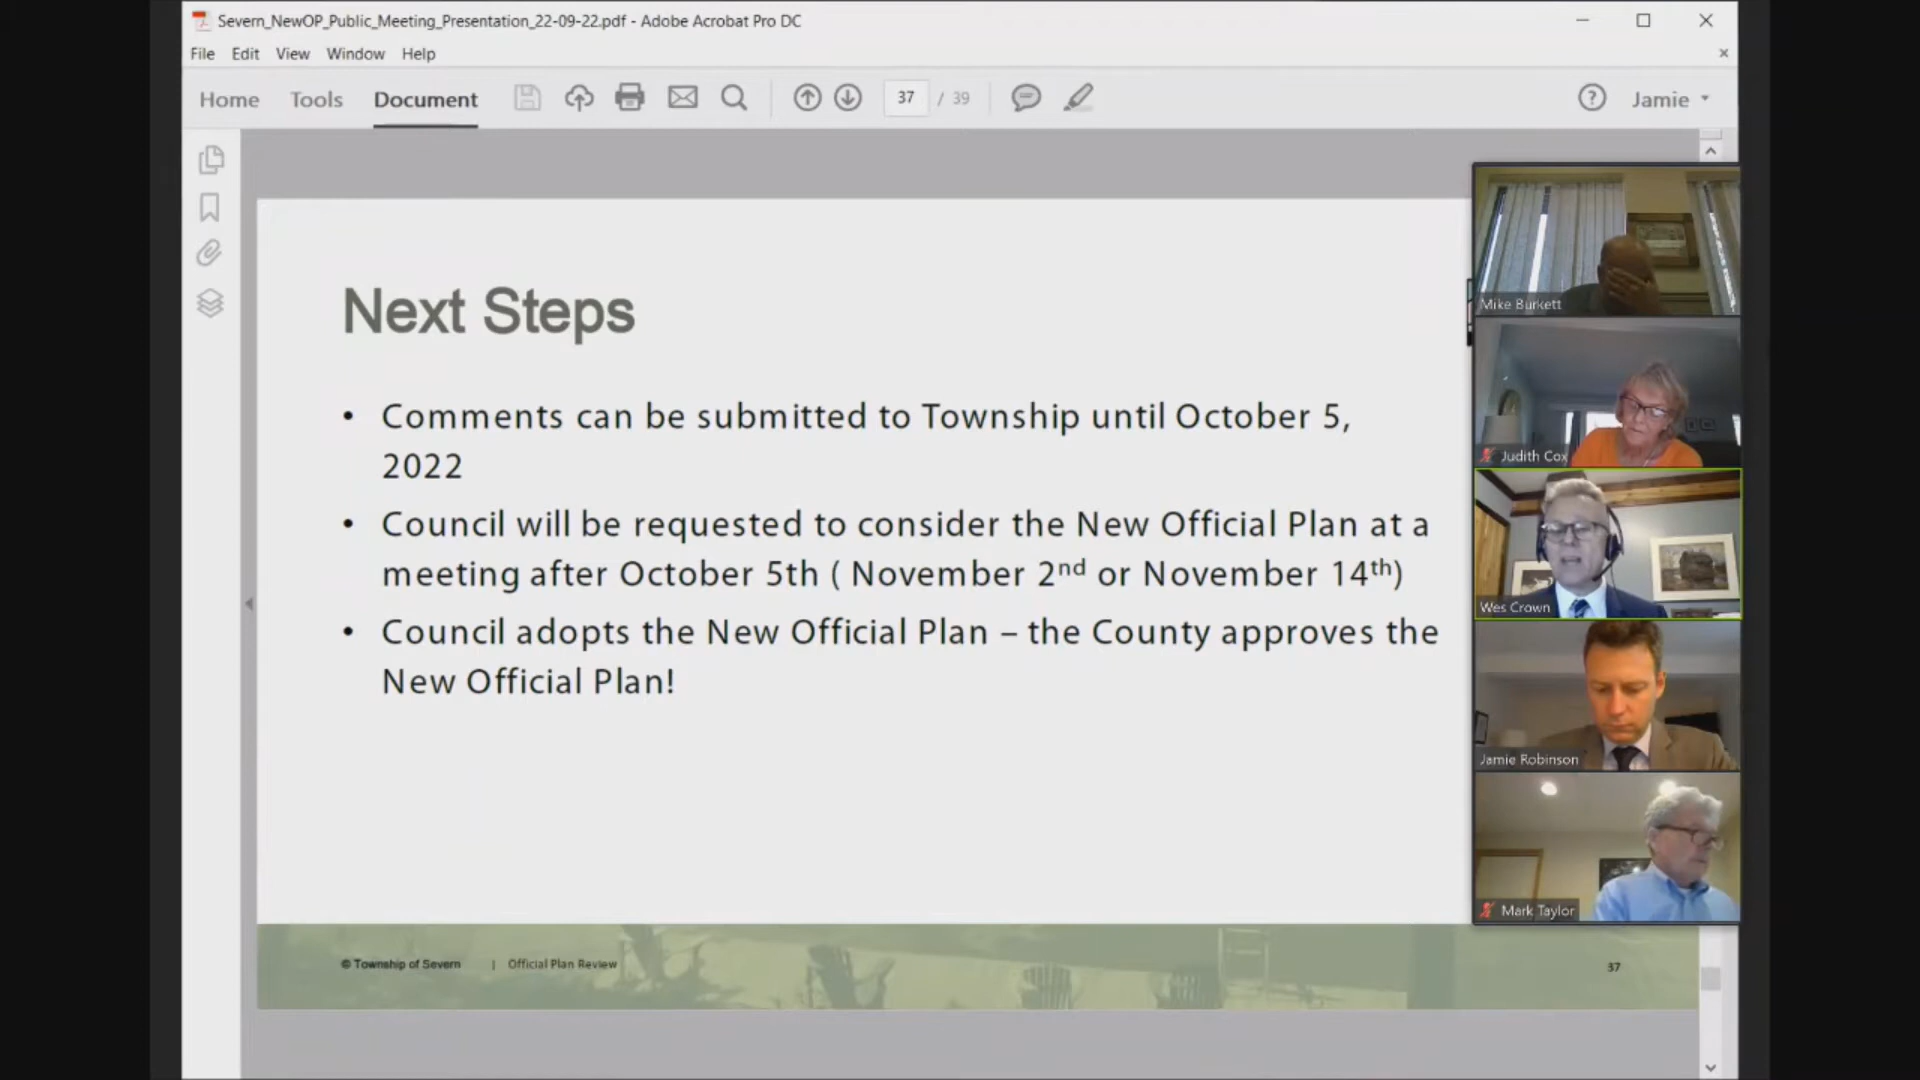 Severn_NewOP_Public_Meeting_Presentation_22-09-22.pdf - Adobe Acrobat Pro DC
File Edit View Window Help
Home Tools Document 37 / 39 Jamie
Next Steps
• Comments can be submitted to Township until October 5,
2022
• Council will be requested to consider the New Official Plan at a
meeting after October 5th ( November 2nd or November 14th)
• Council adopts the New Official Plan – the County approves the
New Official Plan!
Mike Burkett
Judith Cox
Wes Crown
Jamie Robinson
Mark Taylor
© Township of Severn | Official Plan Review 37